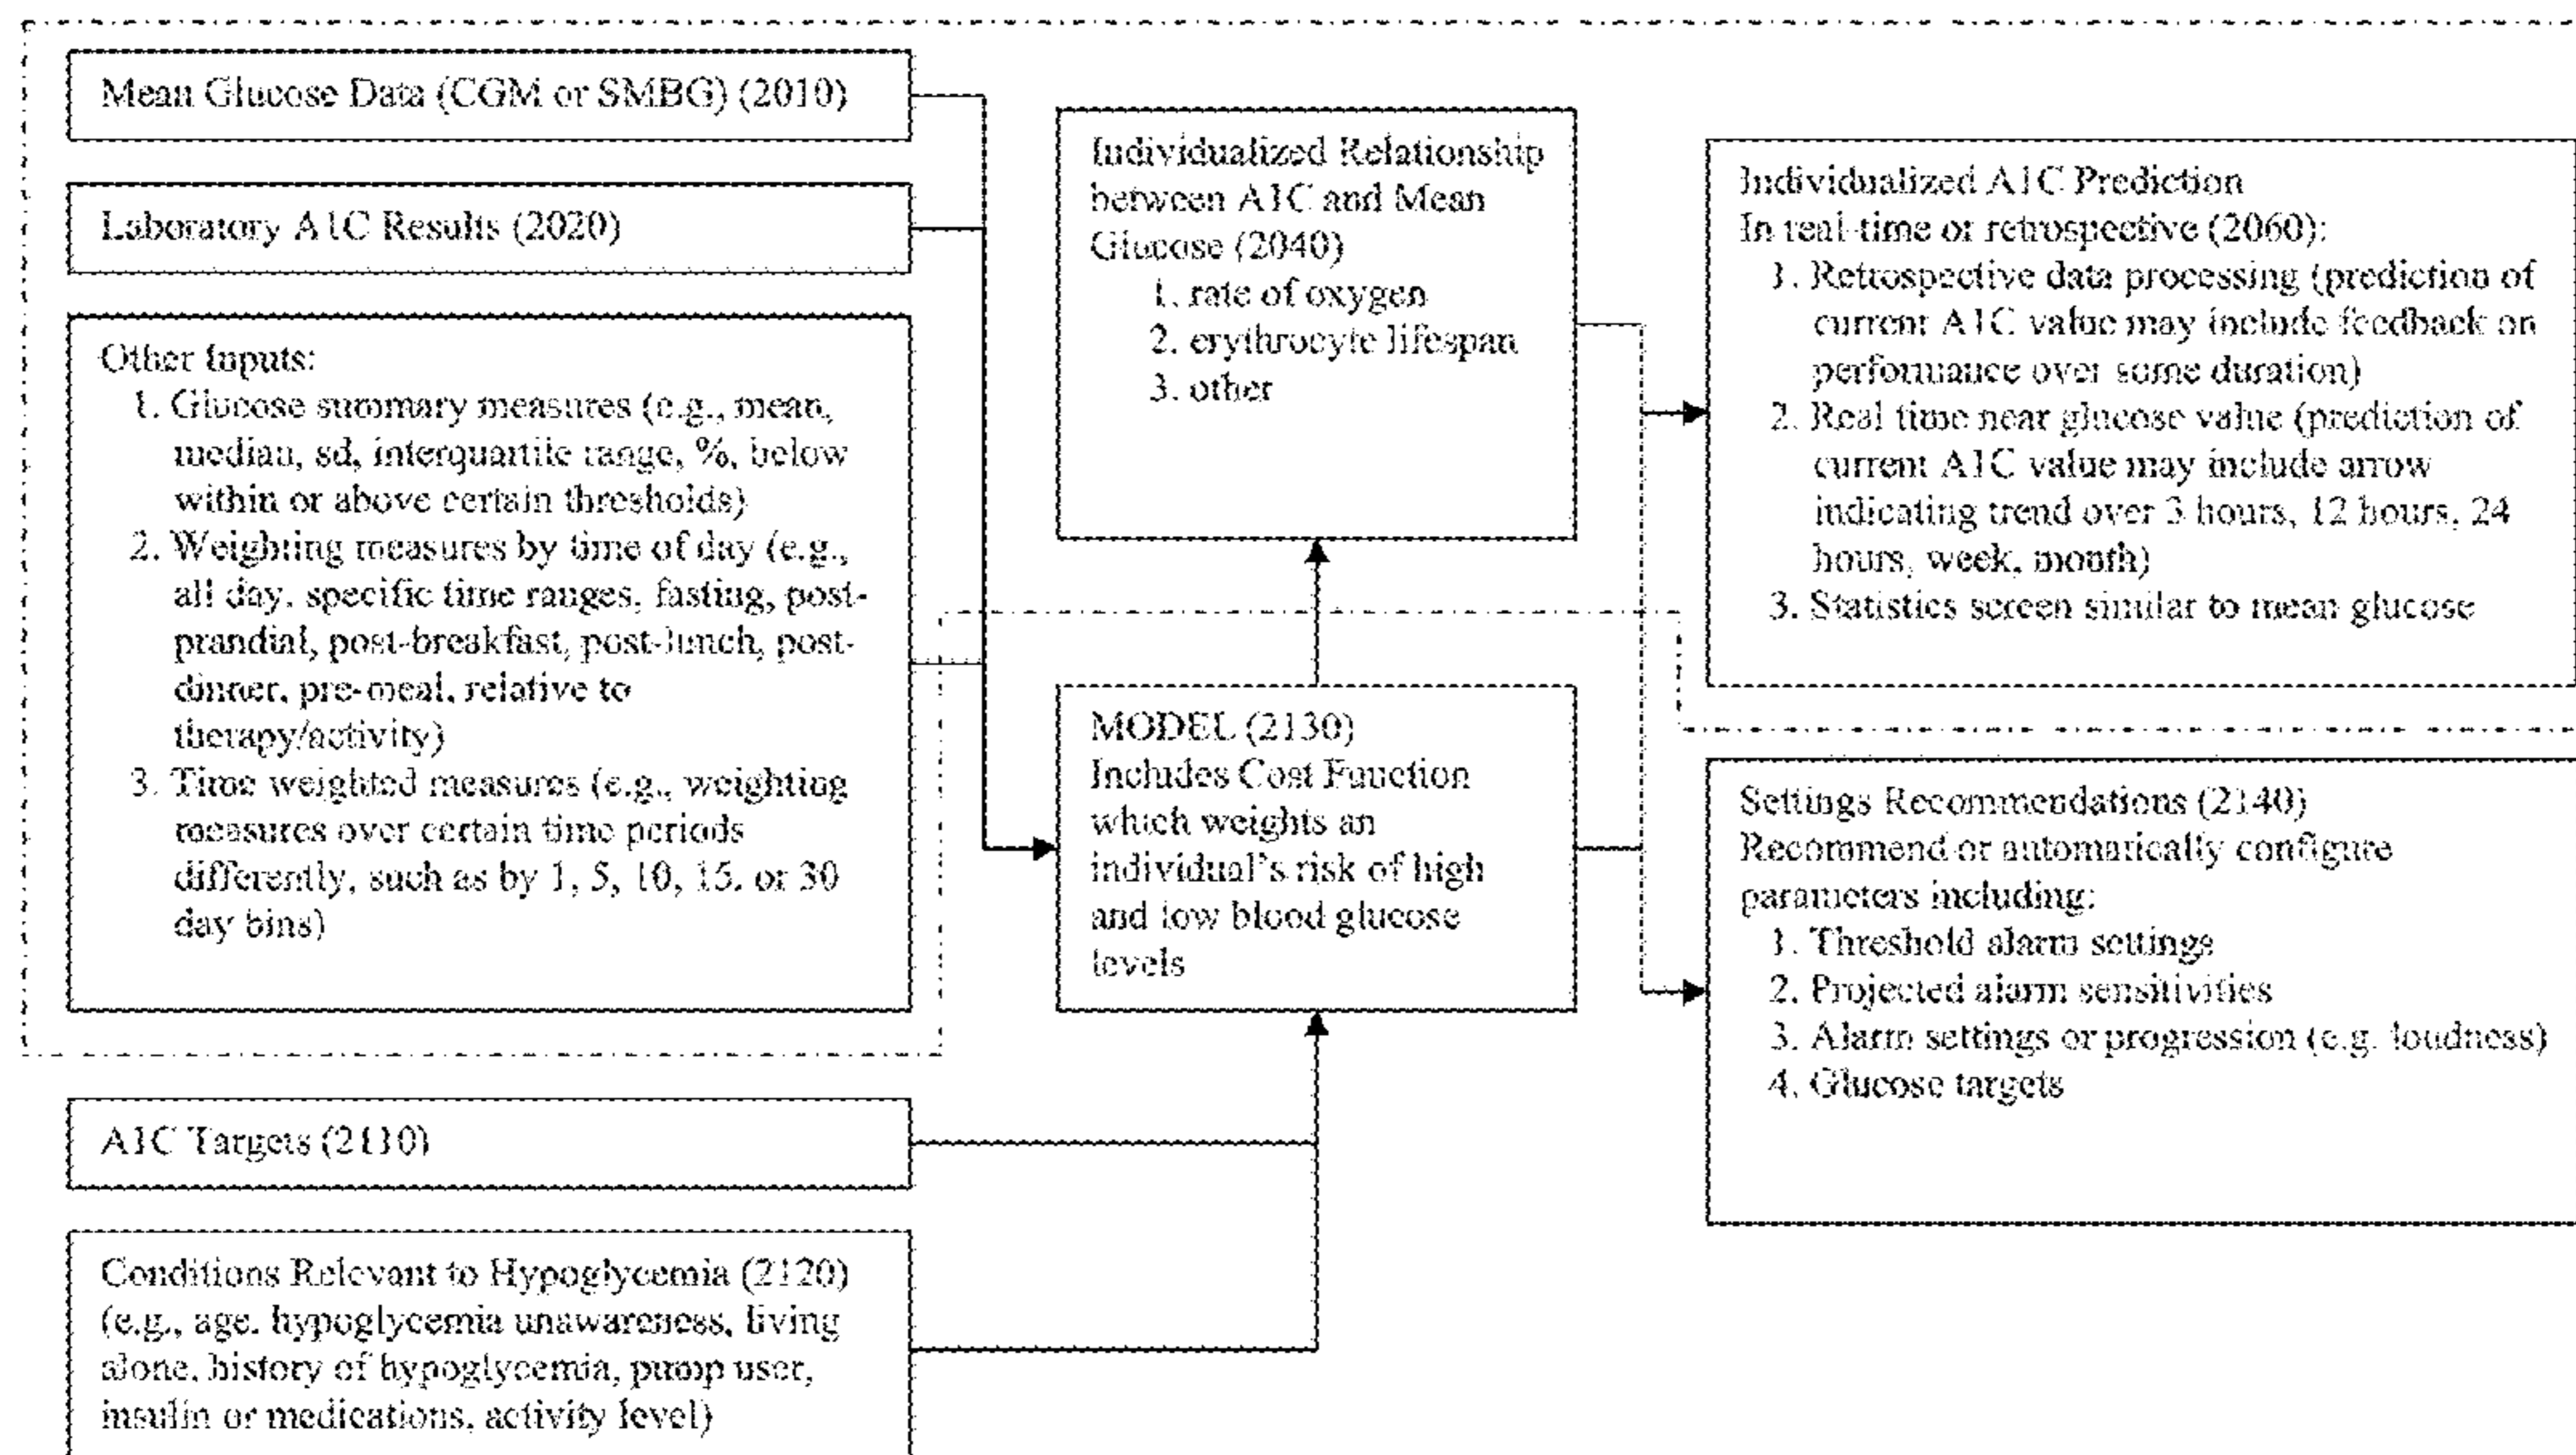 Mean Glucose Data (CGM or SMBG) (2010)
Laboratory A1C Results (2020)
Other Inputs:
1. Glucose summary measures (e.g., mean,
median, sd, interquartile range, %, below
within or above certain thresholds)
2. Weighting measures by time of day (e.g.,
all day, specific time ranges, fasting, post-
prandial, post-breakfast, post-lunch, post-
dinner, pre-meal, relative to
therapy/activity)
3. Time weighted measures (e.g., weighting
measures over certain time periods
differently, such as by 1, 5, 10, 15, or 30
day bins)
A1C Targets (2110)
Conditions Relevant to Hypoglycemia (2120)
(e.g., age, hypoglycemia unawareness, living
alone, history of hypoglycemia, pump user,
insulin or medications, activity level)
Individualized Relationship
between A1C and Mean
Glucose (2040)
1. rate of oxygen
2. erythrocyte lifespan
3. other
MODEL (2130)
Includes Cost Function
which weights an
individual's risk of high
and low blood glucose
levels
Individualized A1C Prediction
In real-time or retrospective (2060):
1. Retrospective data processing (prediction of
current A1C value may include feedback on
performance over some duration)
2. Real time near glucose value (prediction of
current A1C value may include arrow
indicating trend over 3 hours, 12 hours, 24
hours, week, month)
3. Statistics screen similar to mean glucose
Settings Recommendations (2140)
Recommend or automatically configure
parameters including:
1. Threshold alarm settings
2. Projected alarm sensitivities
3. Alarm settings or progression (e.g. loudness)
4. Glucose targets